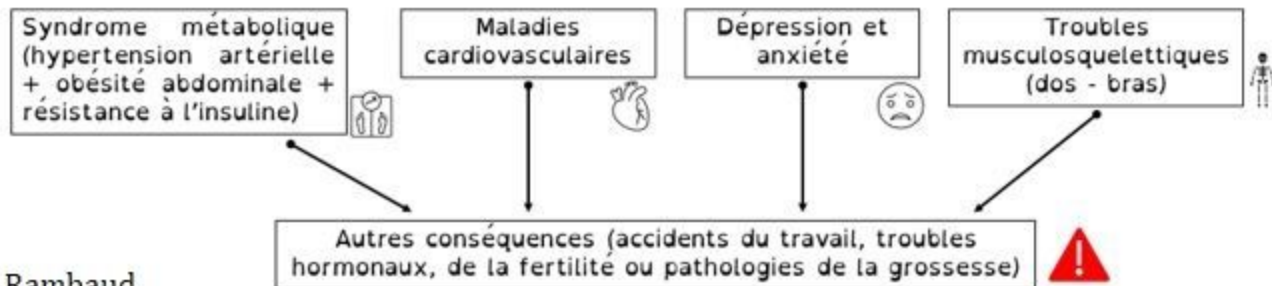 Syndrome métabolique
(hypertension artérielle
+ obésité abdominale +
résistance à l'insuline)
Maladies
cardiovasculaires
Dépression et
anxiété
Troubles
musculosquelettiques
(dos - bras)
Autres conséquences (accidents du travail, troubles
hormonaux, de la fertilité ou pathologies de la grossesse)
Rambaud